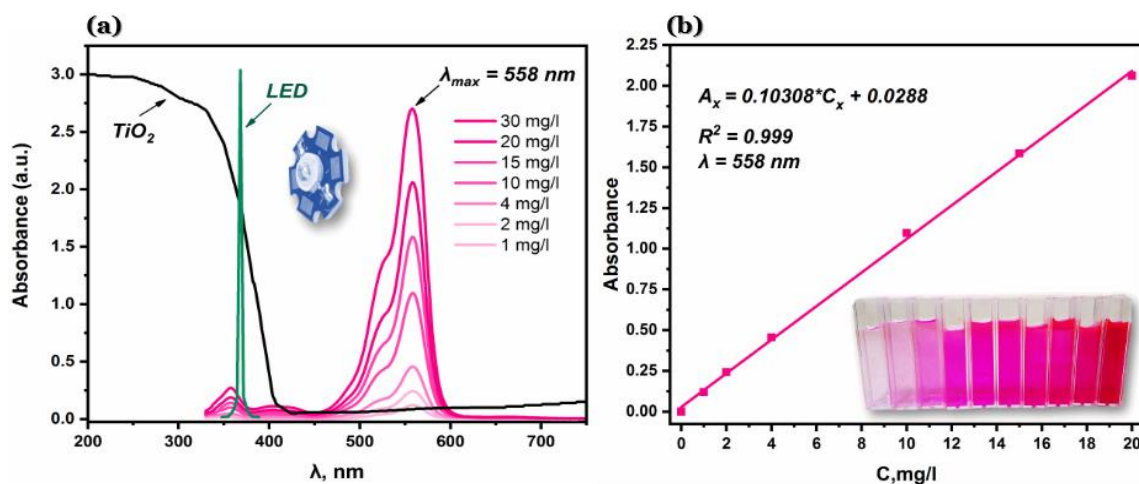 (a)
3.0
2.5
2.0
1.5
1.0
0.5
0.0
Absorbance (a.u.)
200 300 400 500 600 700
λ, nm
TiO2
LED
λmax = 558 nm
30 mg/l
20 mg/l
15 mg/l
10 mg/l
4 mg/l
2 mg/l
1 mg/l
(b)
2.25
2.00
1.75
1.50
1.25
1.00
0.75
0.50
0.25
0.00
Absorbance
0 2 4 6 8 10 12 14 16 18 20
C,mg/l
Ax = 0.10308*Cx + 0.0288
R2 = 0.999
λ = 558 nm